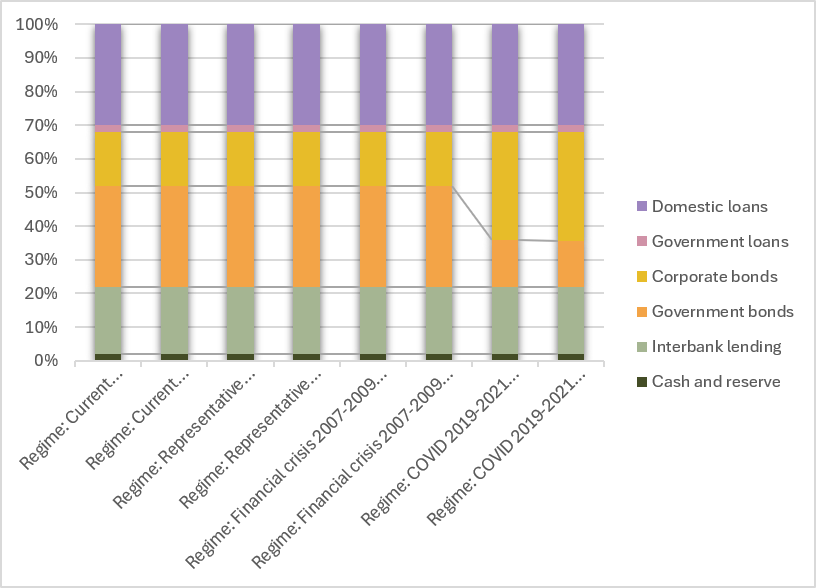 100%
90%
80%
70%
60%
50%
40%
30%
20%
10%
0%
Regime: Current...
Regime: Current...
Regime: Representative...
Regime: Representative...
Regime: Financial crisis 2007-2009...
Regime: Financial crisis 2007-2009...
Regime: COVID 2019-2021...
Regime: COVID 2019-2021...
Domestic loans
Government loans
Corporate bonds
Government bonds
Interbank lending
Cash and reserve